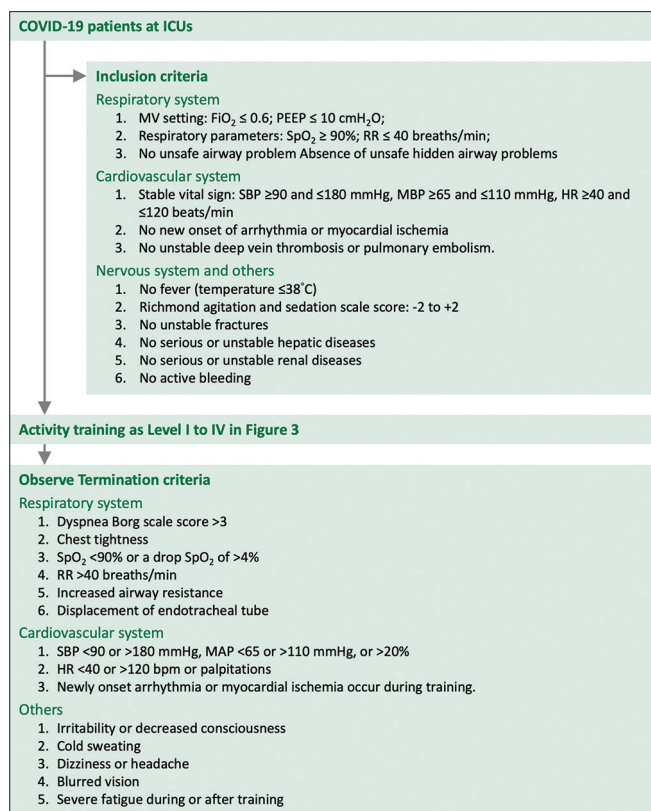 COVID-19 patients at ICUs
Inclusion criteria
Respiratory system
1. MV setting: FiO₂ ≤ 0.6; PEEP ≤ 10 cmH₂O;
2. Respiratory parameters: SpO₂ ≥ 90%; RR ≤ 40 breaths/min;
3. No unsafe airway problem Absence of unsafe hidden airway problems
Cardiovascular system
1. Stable vital sign: SBP ≥90 and ≤180 mmHg, MBP ≥65 and ≤110 mmHg, HR ≥40 and
≤120 beats/min
2. No new onset of arrhythmia or myocardial ischemia
3. No unstable deep vein thrombosis or pulmonary embolism.
Nervous system and others
1. No fever (temperature ≤38°C)
2. Richmond agitation and sedation scale score: -2 to +2
3. No unstable fractures
4. No serious or unstable hepatic diseases
5. No serious or unstable renal diseases
6. No active bleeding
Activity training as Level I to IV in Figure 3
Observe Termination criteria
Respiratory system
1. Dyspnea Borg scale score >3
2. Chest tightness
3. SpO₂ <90% or a drop SpO₂ of >4%
4. RR >40 breaths/min
5. Increased airway resistance
6. Displacement of endotracheal tube
Cardiovascular system
1. SBP <90 or >180 mmHg, MAP <65 or >110 mmHg, or >20%
2. HR <40 or >120 bpm or palpitations
3. Newly onset arrhythmia or myocardial ischemia occur during training.
Others
1. Irritability or decreased consciousness
2. Cold sweating
3. Dizziness or headache
4. Blurred vision
5. Severe fatigue during or after training